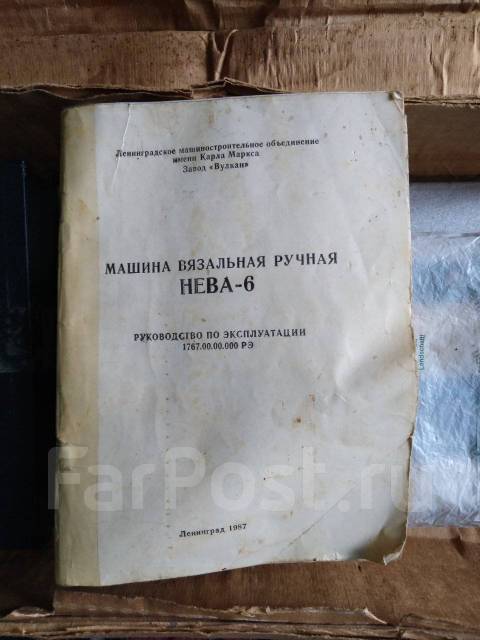 Ленинградское машиностроительное объединение
имени Карла Маркса
Завод «Вулкан»
МАШИНА ВЯЗАЛЬНАЯ РУЧНАЯ
НЕВА-6
РУКОВОДСТВО ПО ЭКСПЛУАТАЦИИ
1767.00.00.000 РЭ
Ленинград 1987
Landschaft
FarPost.ru